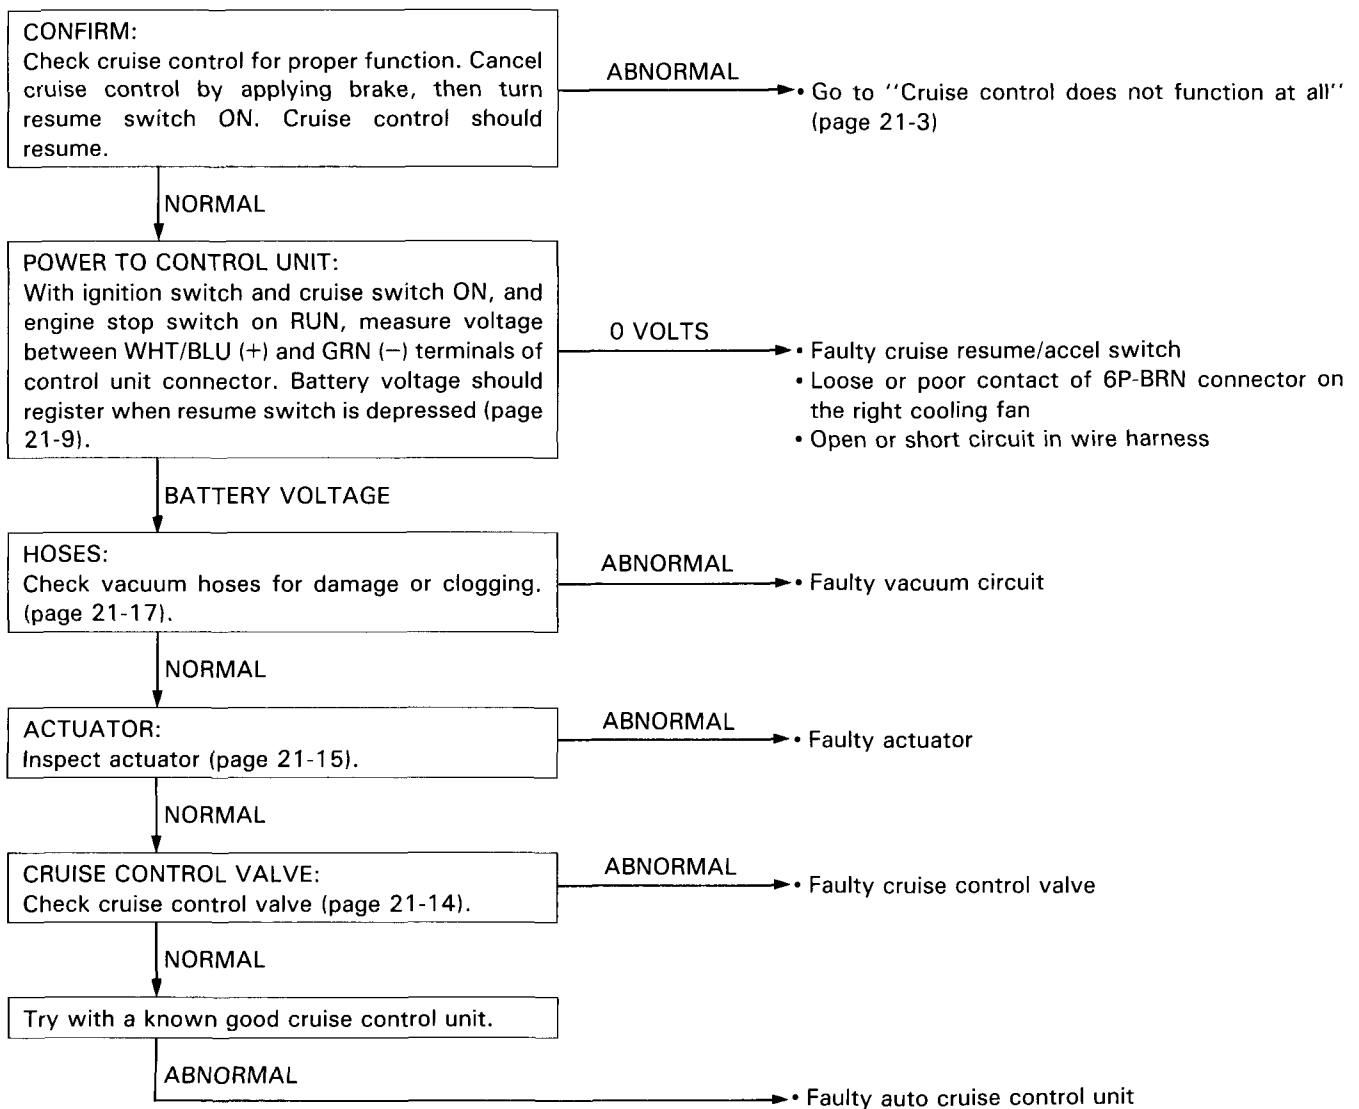 CONFIRM:
Check cruise control for proper function. Cancel
cruise control by applying brake, then turn
resume switch ON. Cruise control should
resume.
ABNORMAL
• Go to ''Cruise control does not function at all''
(page 21-3)
NORMAL
POWER TO CONTROL UNIT:
With ignition switch and cruise switch ON, and
engine stop switch on RUN, measure voltage
between WHT/BLU (+) and GRN (−) terminals of
control unit connector. Battery voltage should
register when resume switch is depressed (page
21-9).
0 VOLTS
• Faulty cruise resume/accel switch
• Loose or poor contact of 6P-BRN connector on
the right cooling fan
• Open or short circuit in wire harness
BATTERY VOLTAGE
HOSES:
Check vacuum hoses for damage or clogging.
(page 21-17).
ABNORMAL
• Faulty vacuum circuit
NORMAL
ACTUATOR:
Inspect actuator (page 21-15).
ABNORMAL
• Faulty actuator
NORMAL
CRUISE CONTROL VALVE:
Check cruise control valve (page 21-14).
ABNORMAL
• Faulty cruise control valve
NORMAL
Try with a known good cruise control unit.
ABNORMAL
• Faulty auto cruise control unit